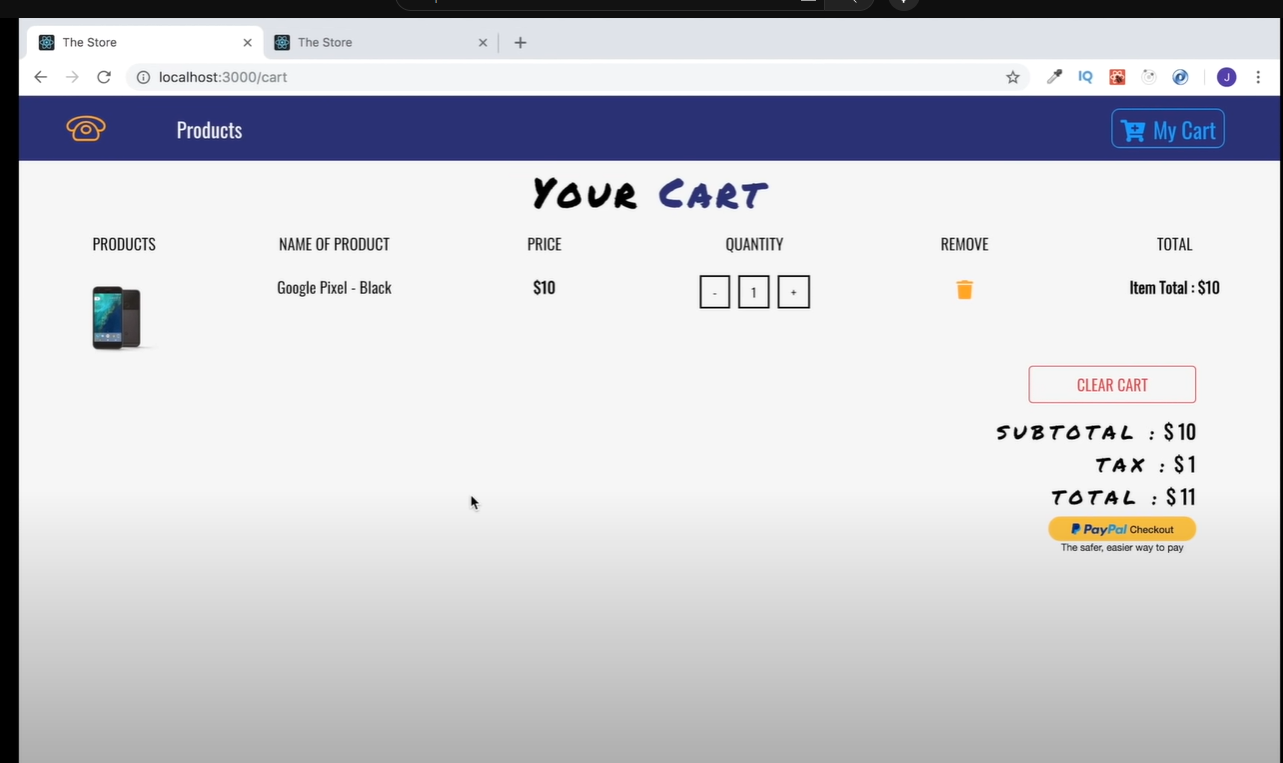 The Store
The Store
localhost:3000/cart
IQ
J
Products
My Cart
YOUR CART
PRODUCTS NAME OF PRODUCT PRICE QUANTITY REMOVE TOTAL
Google Pixel - Black $10 - 1 + Item Total : $10
CLEAR CART
SUBTOTAL : $ 10
TAX : $ 1
TOTAL : $ 11
PayPal Checkout
The safer, easier way to pay